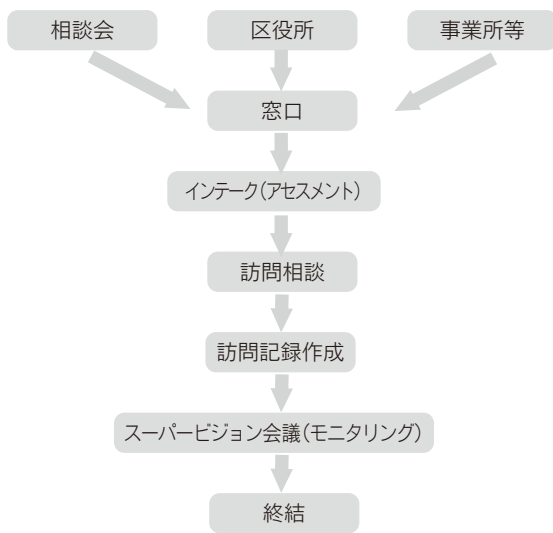 相談会
区役所
事業所等
窓口
インテーク(アセスメント)
訪問相談
訪問記録作成
スーパービジョン会議(モニタリング)
終結